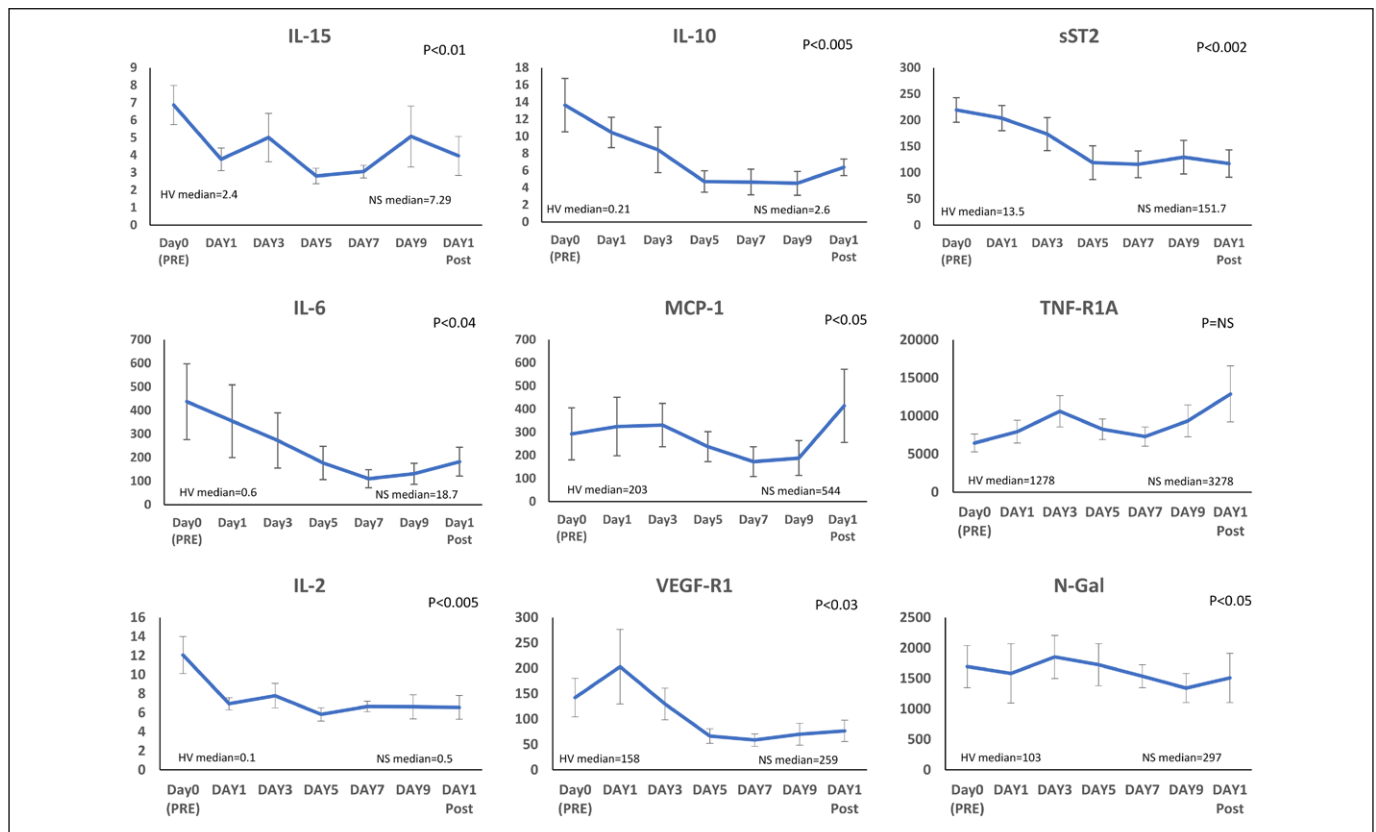 IL-15
P<0.01
9
8
7
6
5
4
3
2
1
0
HV median=2.4
NS median=7.29
Day0 DAY1 DAY3 DAY5 DAY7 DAY9 DAY1
(PRE) Post
IL-10
P<0.005
18
16
14
12
10
8
6
4
2
0
HV median=0.21
NS median=2.6
Day0 Day1 Day3 Day5 Day7 Day9 Day1
(PRE) Post
sST2
P<0.002
300
250
200
150
100
50
0
HV median=13.5
NS median=151.7
Day0 DAY1 DAY3 DAY5 DAY7 DAY9 DAY1
(PRE) Post
IL-6
P<0.04
700
600
500
400
300
200
100
0
HV median=0.6
NS median=18.7
Day0 Day1 Day3 Day5 Day7 Day9 Day1
(PRE) Post
MCP-1
P<0.05
700
600
500
400
300
200
100
0
HV median=203
NS median=544
Day0 Day1 Day3 Day5 Day7 Day9 Day1
(PRE) Post
TNF-R1A
P=NS
20000
15000
10000
5000
0
HV median=1278
NS median=3278
Day0 DAY1 DAY3 DAY5 DAY7 DAY9 DAY1
(PRE) Post
IL-2
P<0.005
16
14
12
10
8
6
4
2
0
HV median=0.1
NS median=0.5
Day0 DAY1 DAY3 DAY5 DAY7 DAY9 DAY1
(PRE) Post
VEGF-R1
P<0.03
300
250
200
150
100
50
0
HV median=158
NS median=259
Day0 DAY1 DAY3 DAY5 DAY7 DAY9 DAY1
(PRE) Post
N-Gal
P<0.05
2500
2000
1500
1000
500
0
HV median=103
NS median=297
Day0 DAY1 DAY3 DAY5 DAY7 DAY9 DAY1
(PRE) Post